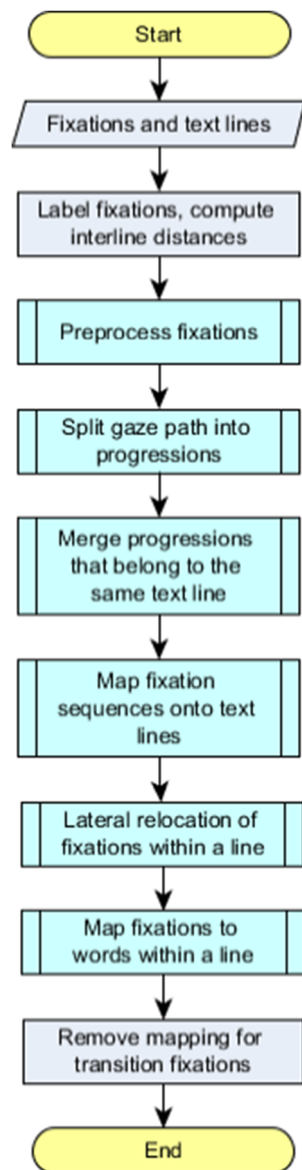 Start
Fixations and text lines
Label fixations, compute
interline distances
Preprocess fixations
Split gaze path into
progressions
Merge progressions
that belong to the
same text line
Map fixation
sequences onto text
lines
Lateral relocation of
fixations within a line
Map fixations to
words within a line
Remove mapping for
transition fixations
End